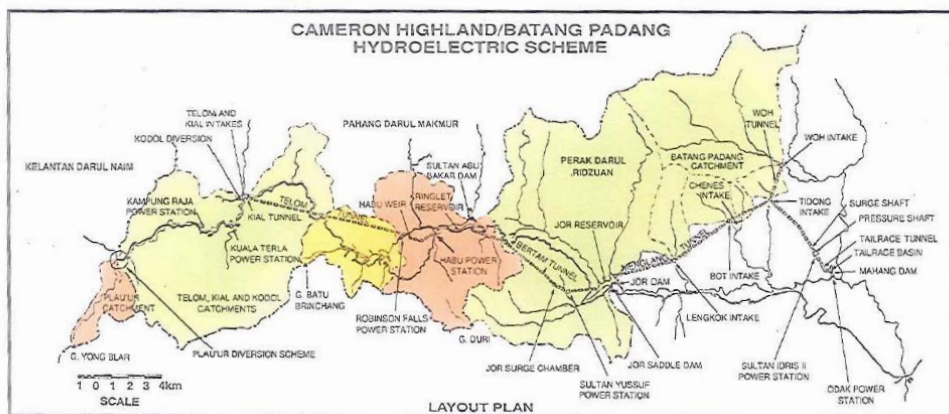 CAMERON HIGHLAND/BATANG PADANG
HYDROELECTRIC SCHEME
TELOM AND
KIAL INTAKES
KODOL DIVERSION
PAHANG DARUL MAKMUR
KELANTAN DARUL NAIM
SULTAN ABU
BAKAR DAM
PERAK DARUL
RIDZUAN
WOH
TUNNEL
WOH INTAKE
BATANG PADANG
CATCHMENT
KAMPUNG RAJA
POWER STATION
TELOM
TUNNEL
KIAL TUNNEL
HABU WEIR
RINGLET
RESERVOIR
CHENES
INTAKE
TIDONG
INTAKE
SURGE SHAFT
PRESSURE SHAFT
JOR RESERVOIR
TAILRACE TUNNEL
TAILRACE BASIN
MAHANG DAM
KUALA TERLA
POWER STATION
HABU POWER
STATION
BERTAM TUNNEL
TUNNEL
BOT INTAKE
JOR DAM
PLAU'UR
CATCHMENT
TELOM, KIAL AND KODOL
CATCHMENTS
G. BATU
BRINCHANG
LENGKOK INTAKE
ROBINSON FALLS
POWER STATION
G. DURI
G. YONG BLAR
PLAU'UR DIVERSION SCHEME
JOR SURGE CHAMBER
JOR SADDLE DAM
SULTAN IDRIS II
POWER STATION
SULTAN YUSSUF
POWER STATION
ODAK POWER
STATION
1 0 1 2 3 4km
SCALE
LAYOUT PLAN